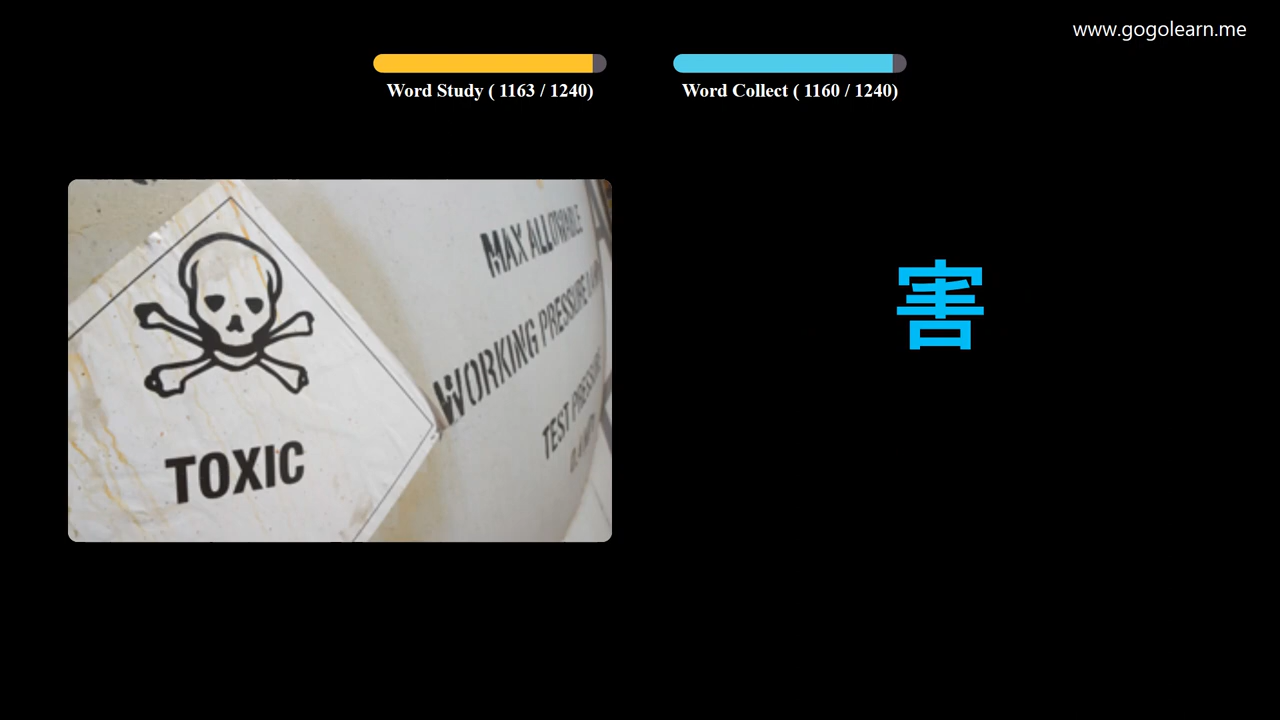 www.gogolearn.me
Word Study ( 1163 / 1240)
Word Collect ( 1160 / 1240)
MAX ALLOWABLE
WORKING PRESSURE
TEST PRESSURE
TOXIC
害